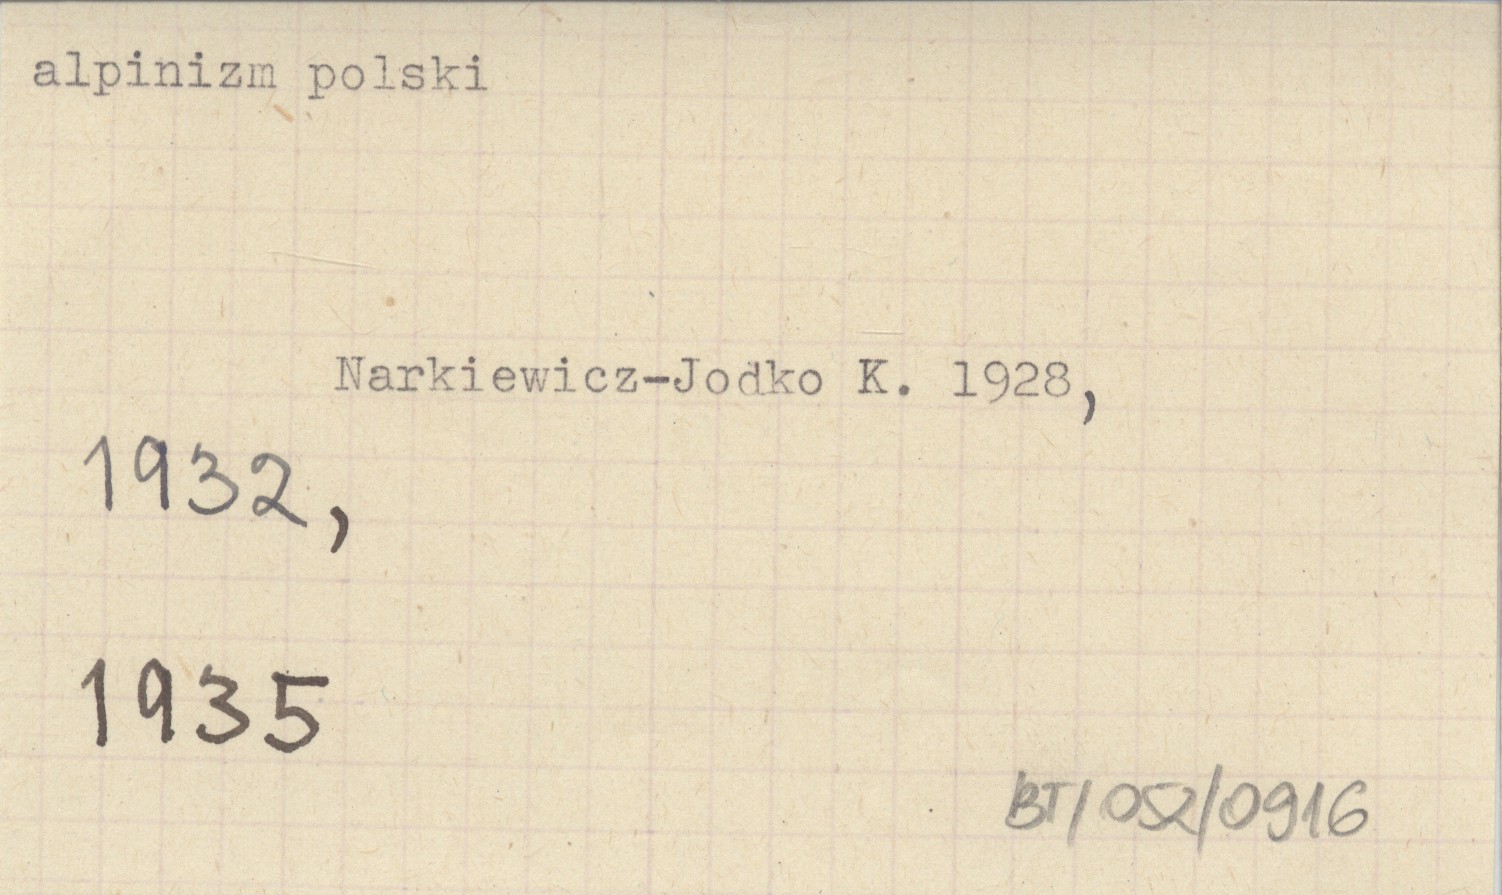 alpinizm polski
Narkiewicz-Jodko K. 1928,
1932,
1935
BT/052/0916